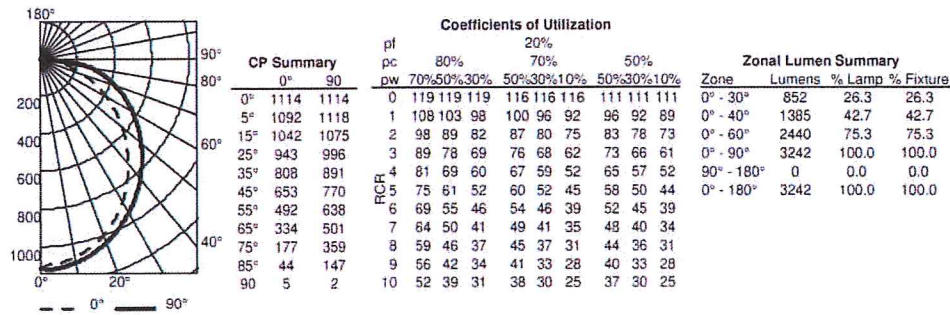 180°
90°
80°
200
400
60°
600
800
40°
1000
0° 20°
0° 90°
CP Summary
0° 90
0° 1114 1114
5° 1092 1118
15° 1042 1075
25° 943 996
35° 808 891
45° 653 770
55° 492 638
65° 334 501
75° 177 359
85° 44 147
90 5 2
Coefficients of Utilization
pf 20%
pc 80% 70% 50%
pw 70%50%30% 50%30%10% 50%30%10%
RCR
0 119 119 119 116 116 116 111 111 111
1 108 103 98 100 96 92 96 92 89
2 98 89 82 87 80 75 83 78 73
3 89 78 69 76 68 62 73 66 61
4 81 69 60 67 59 52 65 57 52
5 75 61 52 60 52 45 58 50 44
6 69 55 46 54 46 39 52 45 39
7 64 50 41 49 41 35 48 40 34
8 59 46 37 45 37 31 44 36 31
9 56 42 34 41 33 28 40 33 28
10 52 39 31 38 30 25 37 30 25
Zonal Lumen Summary
Zone Lumens % Lamp % Fixture
0° - 30° 852 26.3 26.3
0° - 40° 1385 42.7 42.7
0° - 60° 2440 75.3 75.3
0° - 90° 3242 100.0 100.0
90° - 180° 0 0.0 0.0
0° - 180° 3242 100.0 100.0